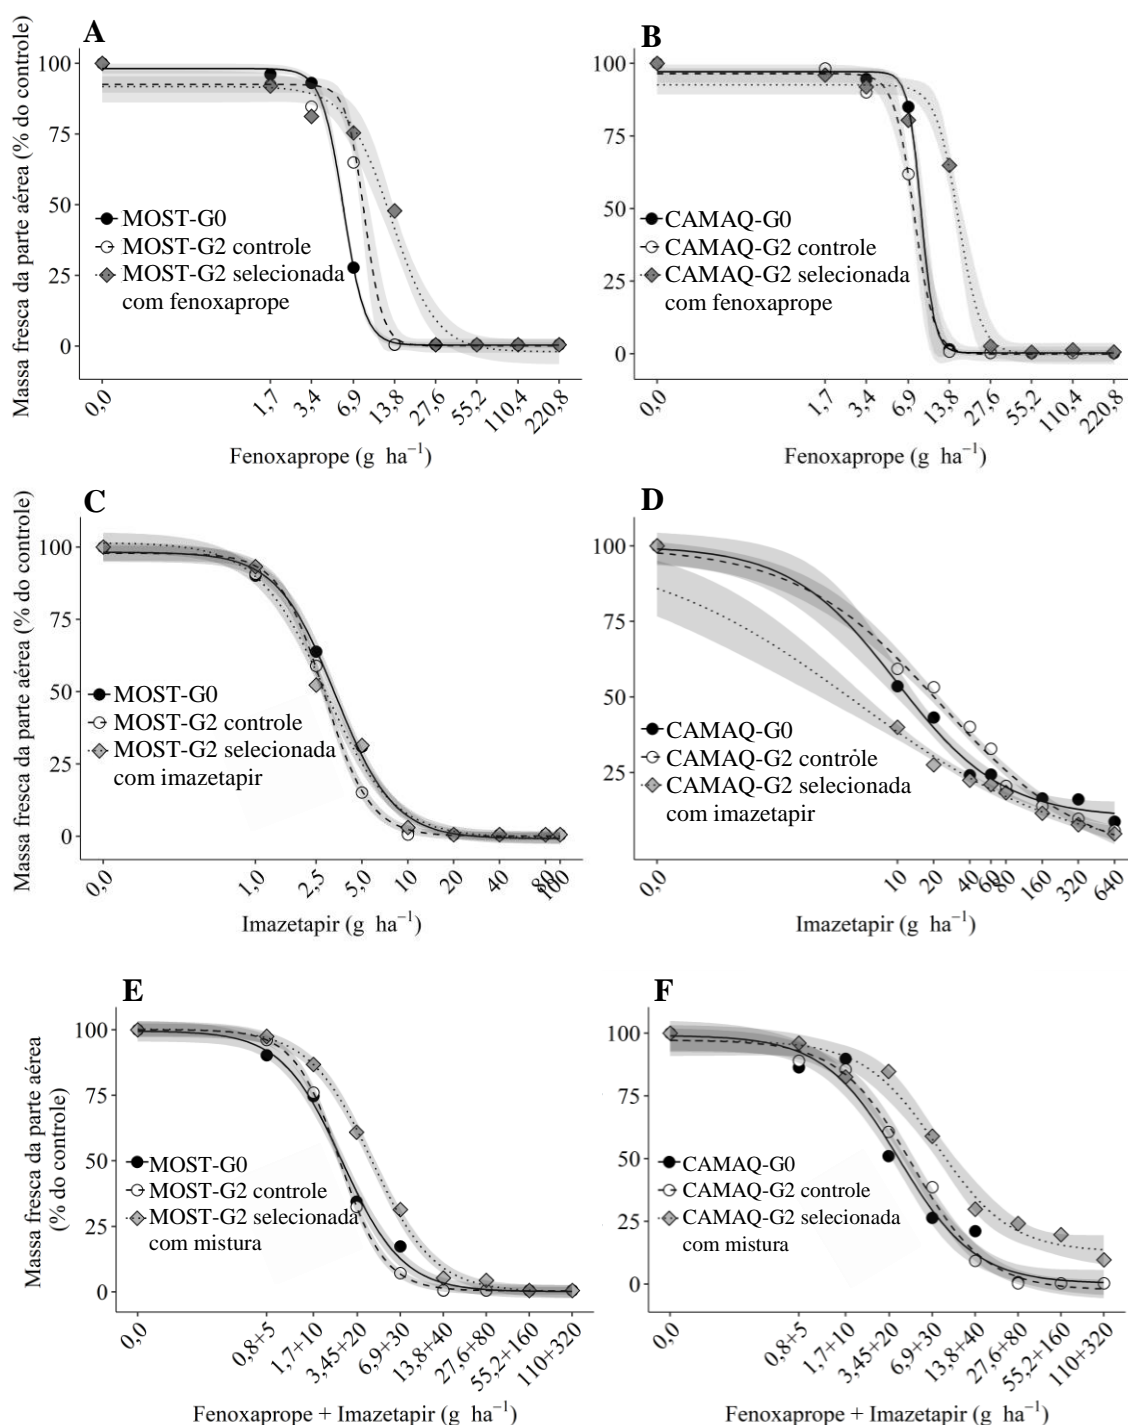 A
Massa fresca da parte aérea (% do controle)
100
75
50
25
0
MOST-G0
MOST-G2 controle
MOST-G2 selecionada
com fenoxaprope
0,0
1,7
3,4
6,9
13,8
27,6
55,2
110,4
220,8
Fenoxaprope (g ha⁻¹)
B
100
75
50
25
0
CAMAQ-G0
CAMAQ-G2 controle
CAMAQ-G2 selecionada
com fenoxaprope
0,0
1,7
3,4
6,9
13,8
27,6
55,2
110,4
220,8
Fenoxaprope (g ha⁻¹)
C
Massa fresca da parte aérea (% do controle)
100
75
50
25
0
MOST-G0
MOST-G2 controle
MOST-G2 selecionada
com imazetapir
0,0
1,0
2,5
5,0
10
20
40
80
100
Imazetapir (g ha⁻¹)
D
100
75
50
25
CAMAQ-G0
CAMAQ-G2 controle
CAMAQ-G2 selecionada
com imazetapir
0,0
10
20
40
60
80
160
320
640
Imazetapir (g ha⁻¹)
E
Massa fresca da parte aérea
(% do controle)
100
75
50
25
0
MOST-G0
MOST-G2 controle
MOST-G2 selecionada
com mistura
0,0
0,8+5
1,7+10
3,45+20
6,9+30
13,8+40
27,6+80
55,2+160
110+320
Fenoxaprope + Imazetapir (g ha⁻¹)
F
100
75
50
25
0
CAMAQ-G0
CAMAQ-G2 controle
CAMAQ-G2 selecionada
com mistura
0,0
0,8+5
1,7+10
3,45+20
6,9+30
13,8+40
27,6+80
55,2+160
110+320
Fenoxaprope + Imazetapir (g ha⁻¹)